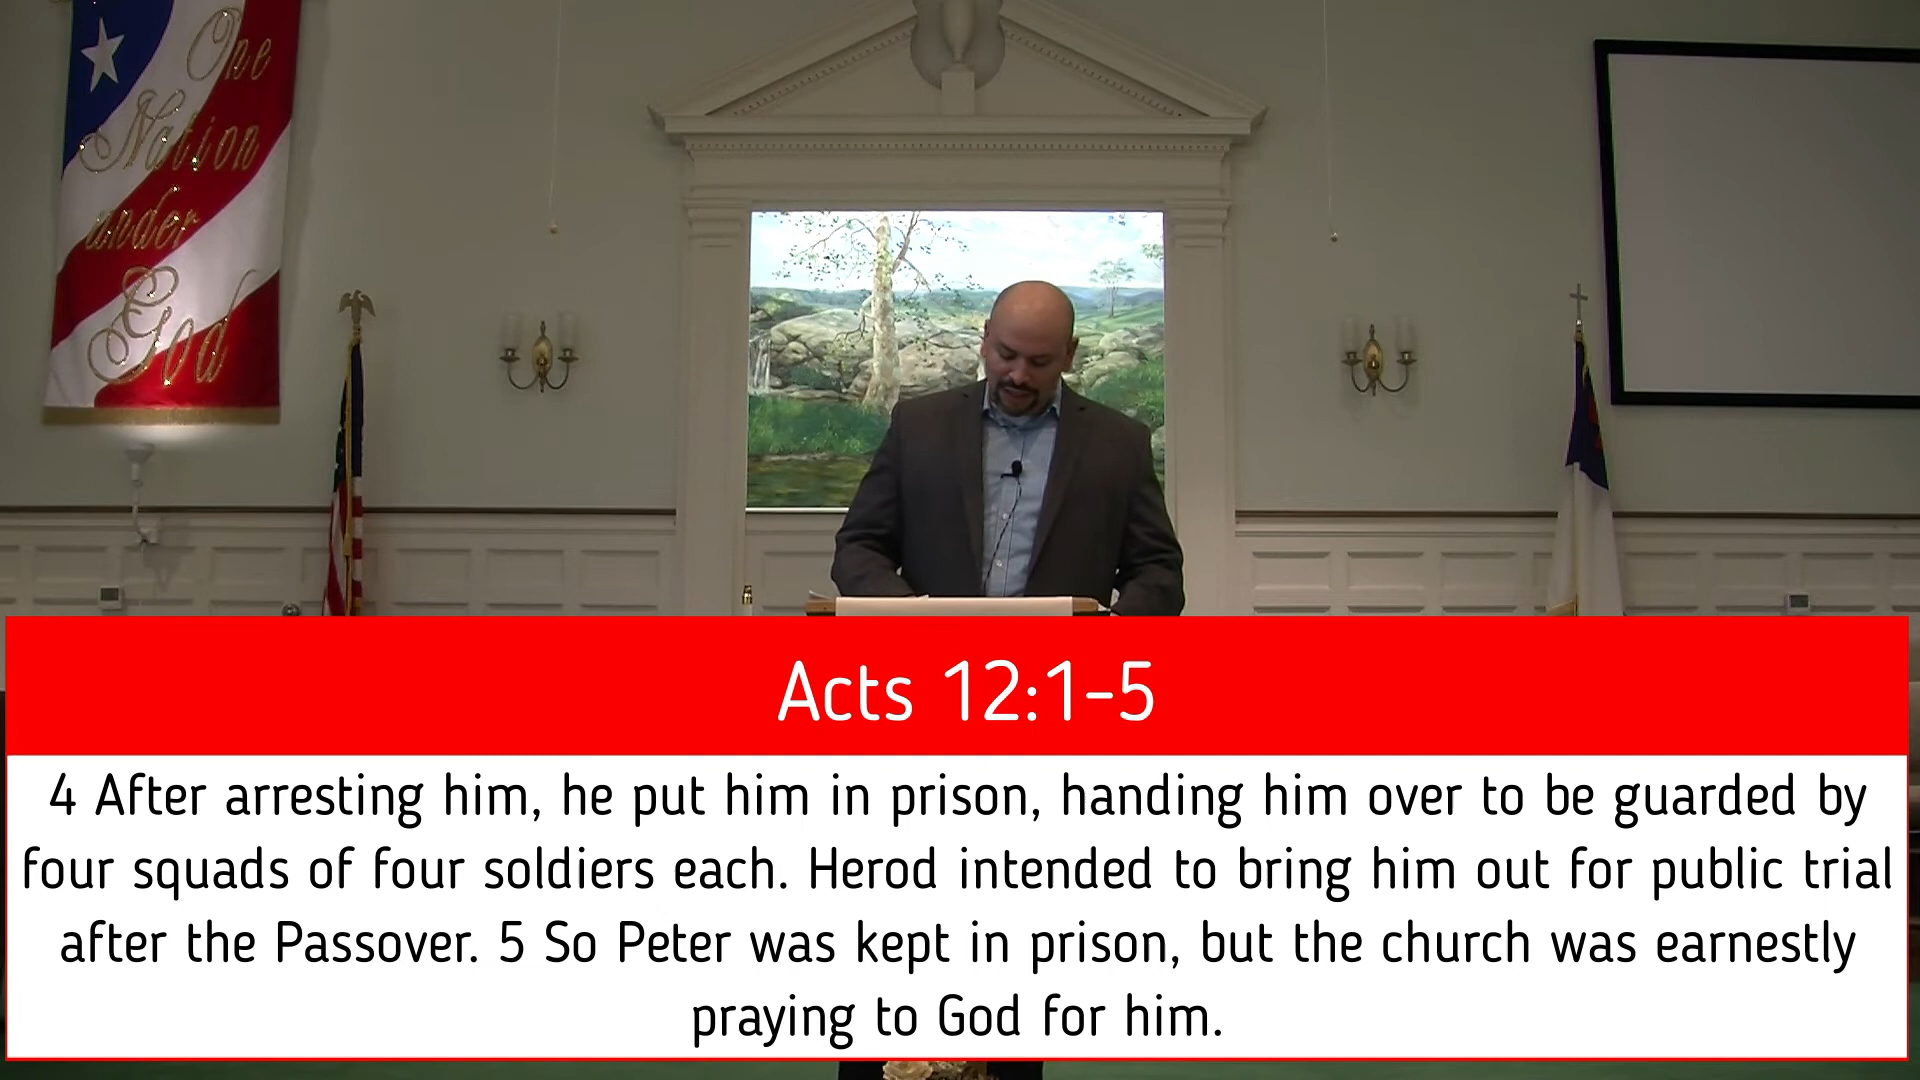 One
Nation
under
God
Acts 12:1-5
4 After arresting him, he put him in prison, handing him over to be guarded by
four squads of four soldiers each. Herod intended to bring him out for public trial
after the Passover. 5 So Peter was kept in prison, but the church was earnestly
praying to God for him.